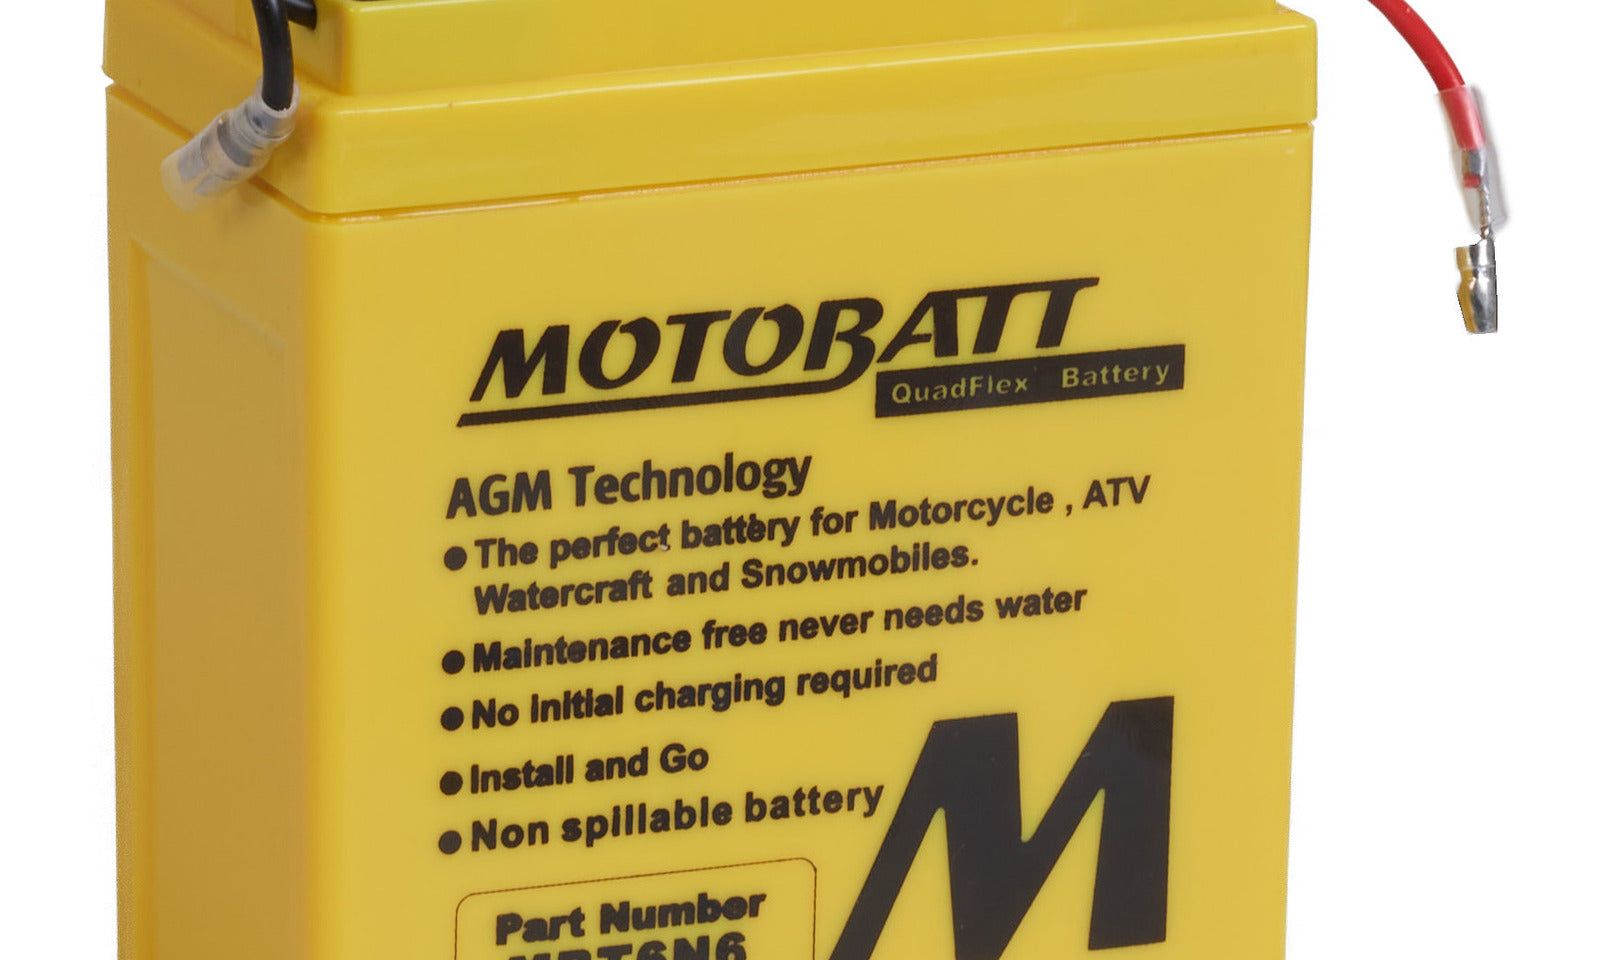 MOTOBATT
QuadFlex Battery
AGM Technology
● The perfect battery for Motorcycle , ATV
Watercraft and Snowmobiles.
● Maintenance free never needs water
● No initial charging required
● Install and Go
● Non spillable battery
M
Part Number